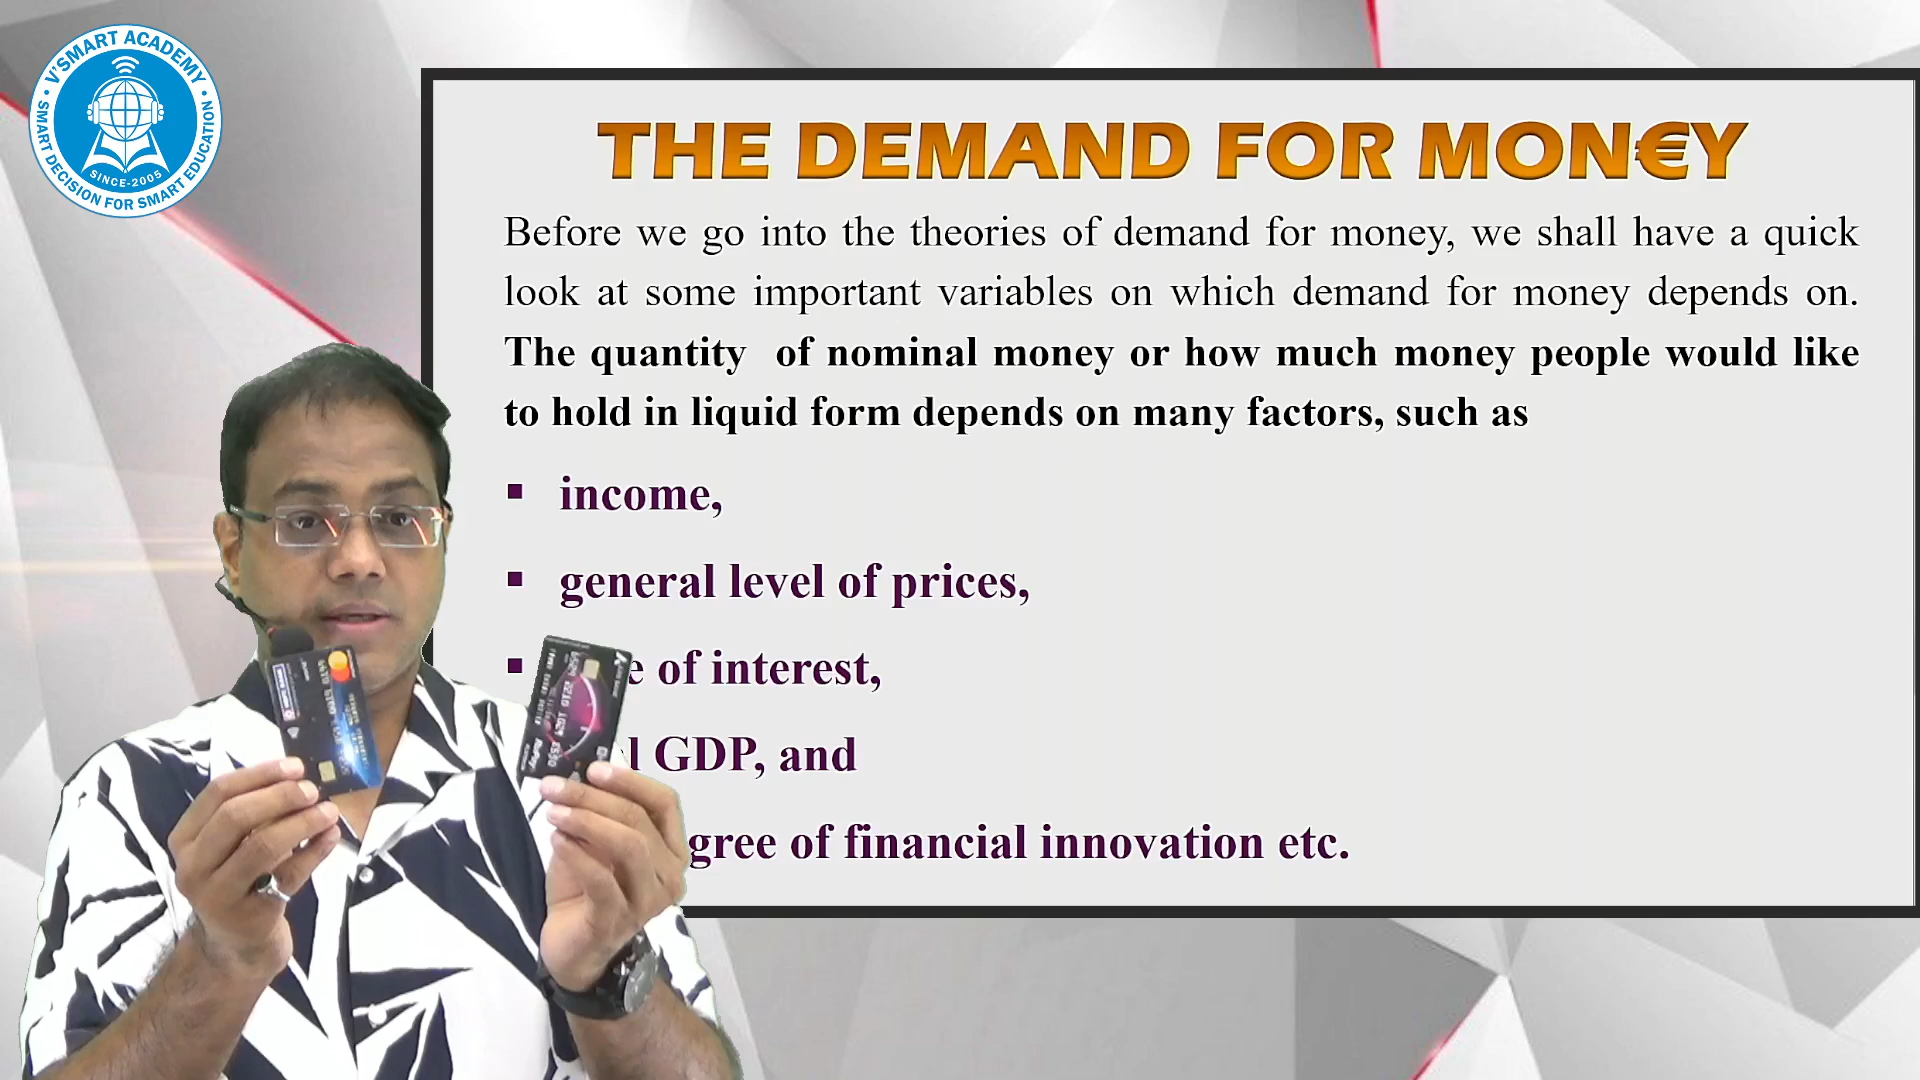 V'SMART ACADEMY
SINCE-2005
SMART DECISION FOR SMART EDUCATION
THE DEMAND FOR MON€Y
Before we go into the theories of demand for money, we shall have a quick
look at some important variables on which demand for money depends on.
The quantity of nominal money or how much money people would like
to hold in liquid form depends on many factors, such as
▪ income,
▪ general level of prices,
▪ e of interest,
l GDP, and
gree of financial innovation etc.
RuPay